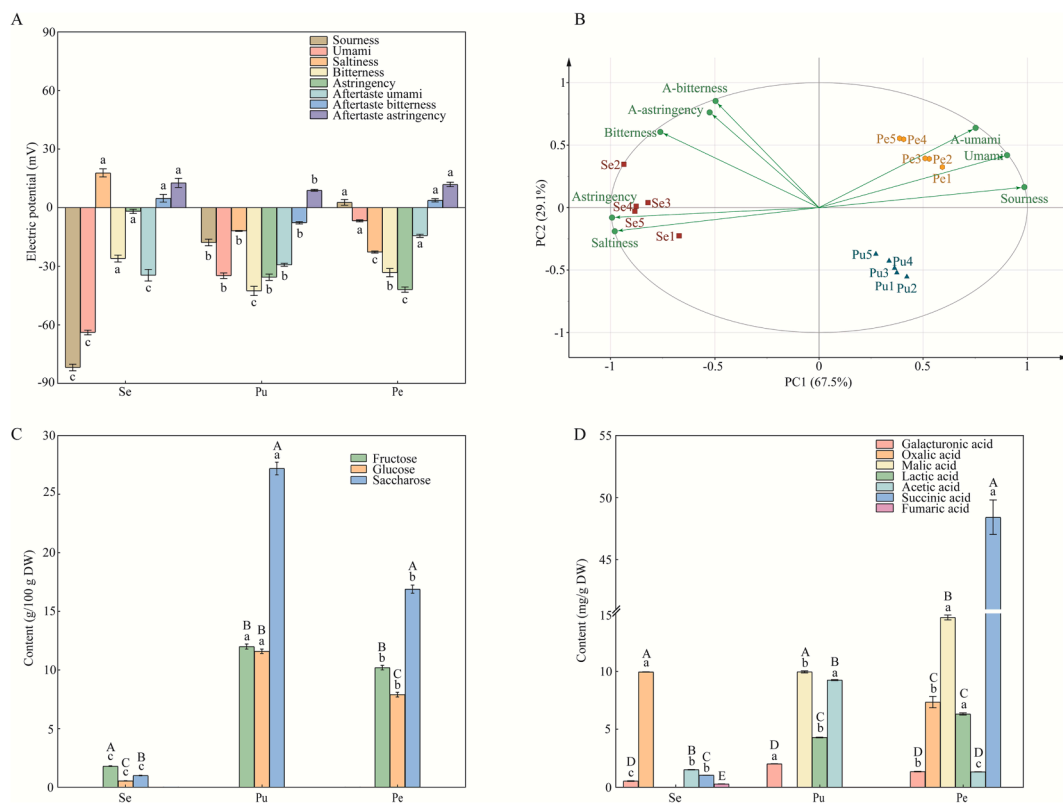 A
Electric potential (mV)
90
60
30
0
-30
-60
-90
Sourness
Umami
Saltiness
Bitterness
Astringency
Aftertaste umami
Aftertaste bitterness
Aftertaste astringency
c
c
a
a
a
c
a
a
b
b
b
b
b
b
b
b
a
a
c
b
c
a
a
a
Se
Pu
Pe
B
PC2 (29.1%)
1
0.5
0
-0.5
-1
A-bitterness
A-astringency
Bitterness
Se2
Astringency
Se4
Se3
Se5
Saltiness
Se1
Pe5
Pe4
A-umami
Pe3
Pe2
Umami
Pe1
Sourness
Pu5
Pu4
Pu3
Pu1
Pu2
-1
-0.5
0
0.5
1
PC1 (67.5%)
C
Content (g/100 g DW)
30
25
20
15
10
5
0
Fructose
Glucose
Saccharose
A
c
C
c
B
c
B
a
B
a
A
a
B
b
C
b
A
b
Se
Pu
Pe
D
Content (mg/g DW)
55
45
15
10
5
0
Galacturonic acid
Oxalic acid
Malic acid
Lactic acid
Acetic acid
Succinic acid
Fumaric acid
D
c
A
a
B
b
C
b
E
D
a
A
b
C
b
B
a
D
b
C
b
B
a
C
a
D
c
A
a
Se
Pu
Pe